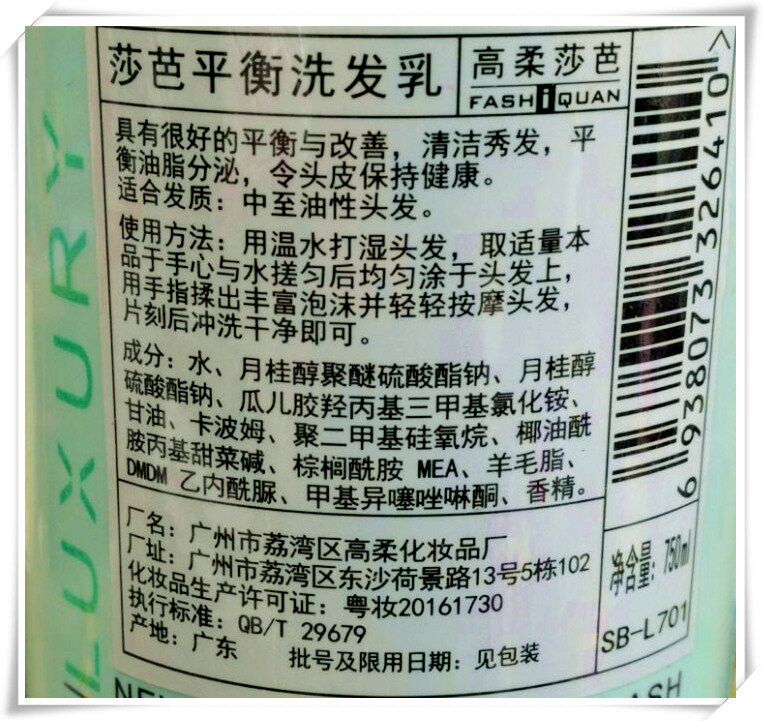 莎芭平衡洗发乳
高柔莎芭
FASHiQUAN
具有很好的平衡与改善，清洁秀发，平
衡油脂分泌，令头皮保持健康。
适合发质：中至油性头发。
使用方法：用温水打湿头发，取适量本
品于手心与水搓匀后均匀涂于头发上，
用手指揉出丰富泡沫并轻轻按摩头发，
片刻后冲洗干净即可。
成分：水、月桂醇聚醚硫酸酯钠、月桂醇
硫酸酯钠、瓜儿胶羟丙基三甲基氯化铵、
甘油、卡波姆、聚二甲基硅氧烷、椰油酰
胺丙基甜菜碱、棕榈酰胺 MEA、羊毛脂、
DMDM 乙内酰脲、甲基异噻唑啉酮、香精。
厂名：广州市荔湾区高柔化妆品厂
厂址：广州市荔湾区东沙荷景路13号5栋102
化妆品生产许可证：粤妆20161730
执行标准：QB/T 29679
产地：广东
批号及限用日期：见包装
6 938073 326410 >
净含量：750ml
SB-L701
LUXURY